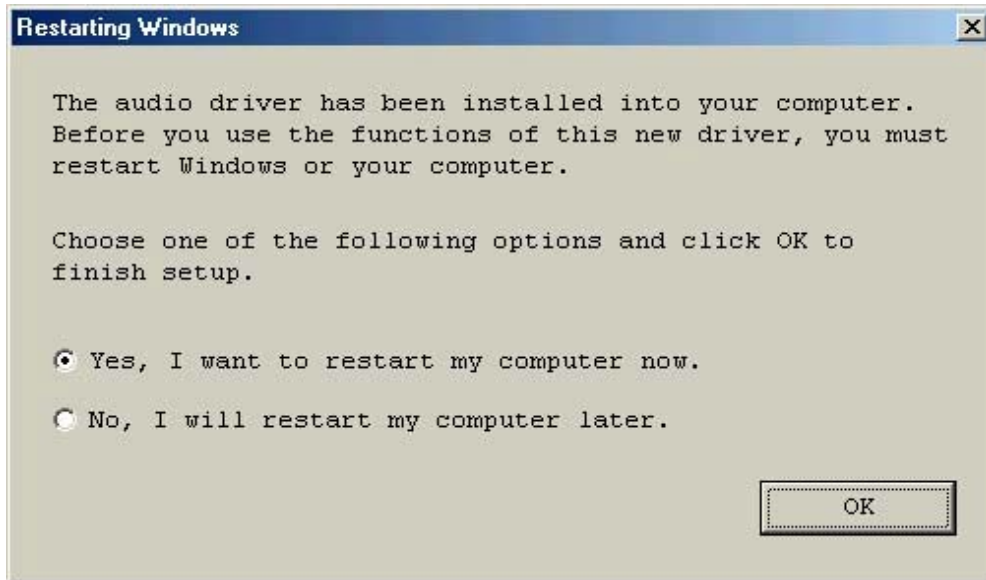 Restarting Windows
The audio driver has been installed into your computer.
Before you use the functions of this new driver, you must
restart Windows or your computer.
Choose one of the following options and click OK to
finish setup.
Yes, I want to restart my computer now.
No, I will restart my computer later.
OK